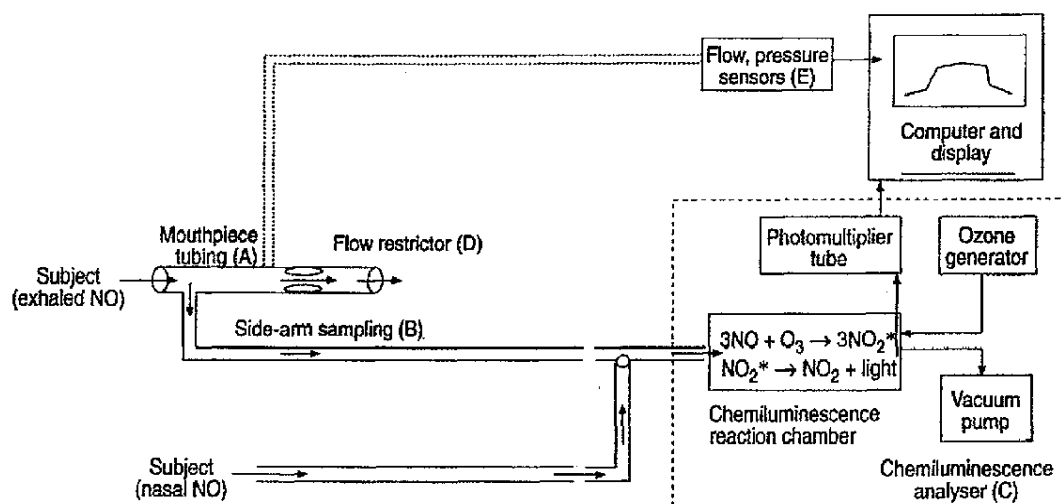 Flow, pressure
sensors (E)
Computer and
display
Mouthpiece
tubing (A)
Flow restrictor (D)
Subject
(exhaled NO)
Side-arm sampling (B)
Photomultiplier
tube
Ozone
generator
3NO + O₃ → 3NO₂*
NO₂* → NO₂ + light
Chemiluminescence
reaction chamber
Vacuum
pump
Subject
(nasal NO)
Chemiluminescence
analyser (C)